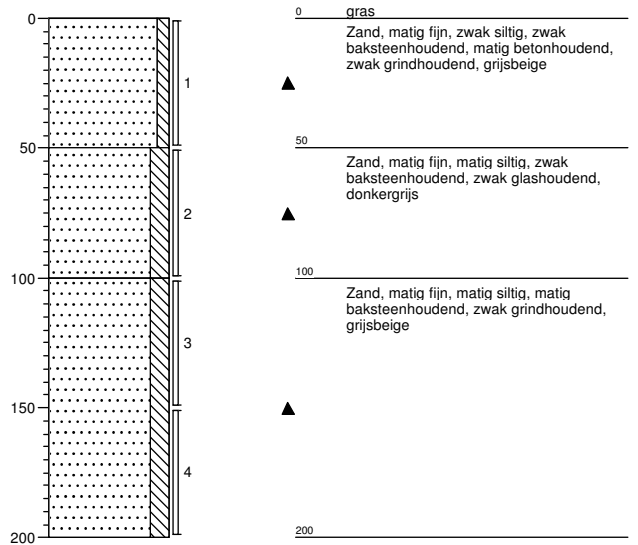 0
0
gras
Zand, matig fijn, zwak siltig, zwak
baksteenhoudend, matig betonhoudend,
zwak grindhoudend, grijsbeige
1
50
50
Zand, matig fijn, matig siltig, zwak
baksteenhoudend, zwak glashoudend,
donkergrijs
2
100
100
Zand, matig fijn, matig siltig, matig
baksteenhoudend, zwak grindhoudend,
grijsbeige
3
150
4
200
200